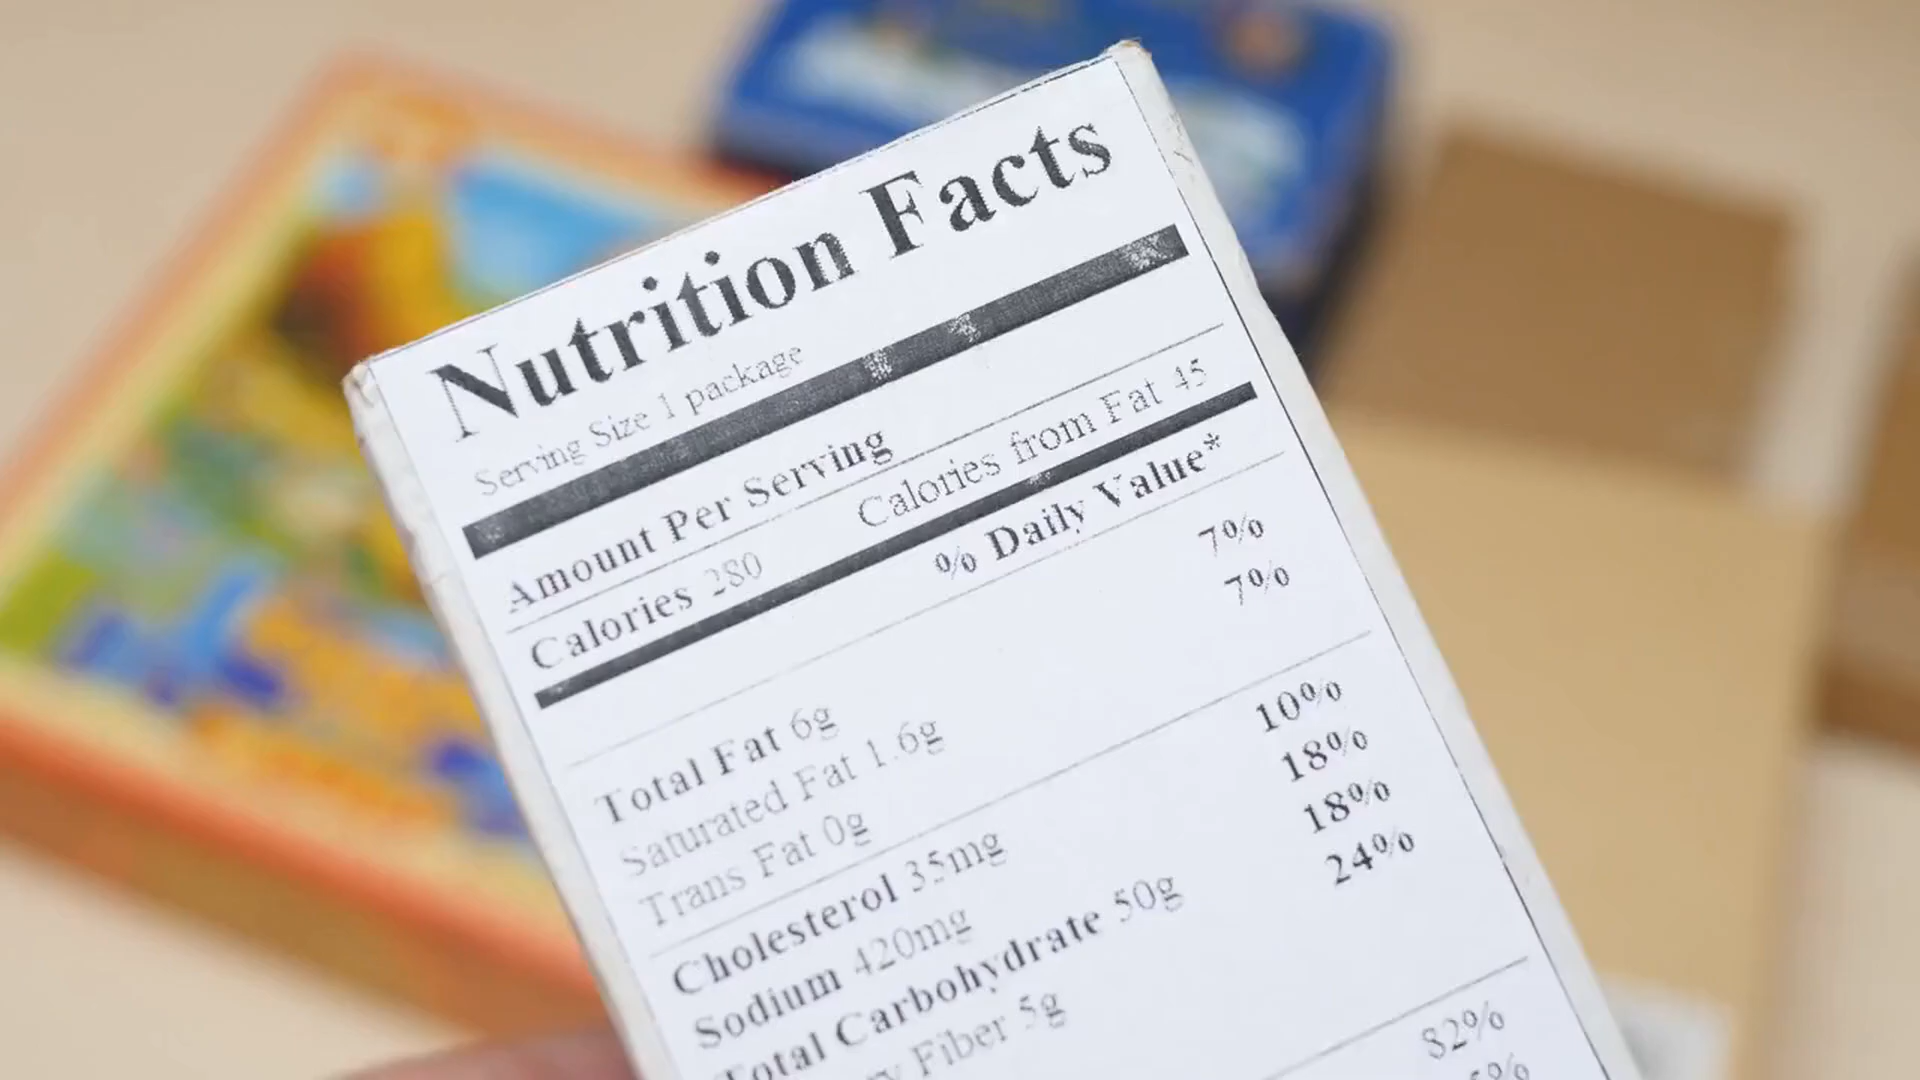 Nutrition Facts
Serving Size 1 package
Amount Per Serving
Calories 280 Calories from Fat 45
% Daily Value*
Total Fat 6g 7%
Saturated Fat 1.6g 7%
Trans Fat 0g
Cholesterol 35mg 10%
Sodium 420mg 18%
Total Carbohydrate 50g 18%
Fiber 5g 24%
82%